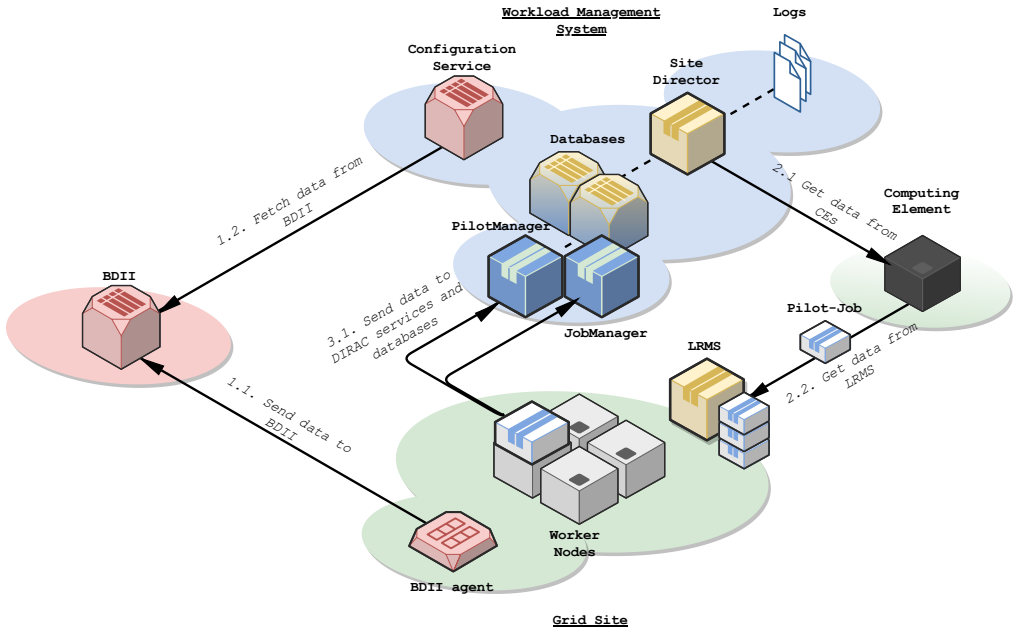 Workload Management
System
Logs
Configuration
Service
Site
Director
Databases
1.2. Fetch data from
BDII
2.1 Get data from
CEs
Computing
Element
PilotManager
BDII
3.1. Send data to
DIRAC services and
databases
JobManager
Pilot-Job
LRMS
2.2. Get data from
LRMS
1.1. Send data to
BDII
Worker
Nodes
BDII agent
Grid Site